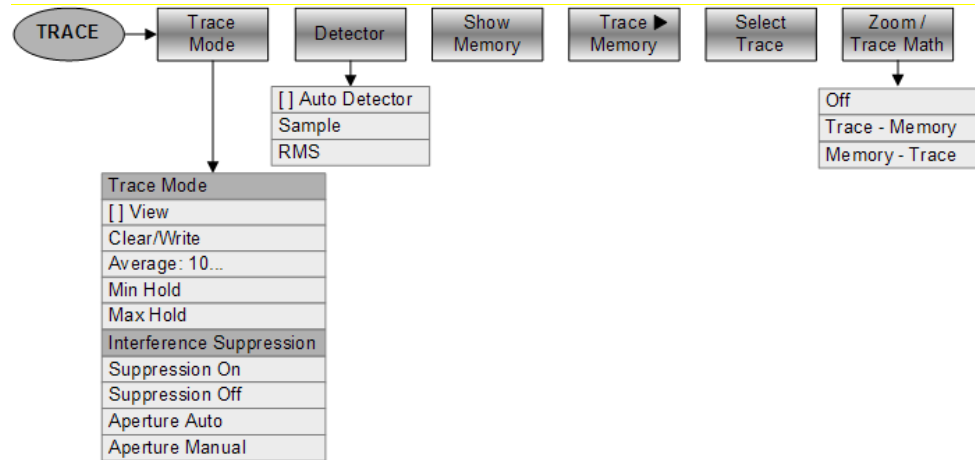 TRACE
Trace
Mode
Detector
Show
Memory
Trace ▶
Memory
Select
Trace
Zoom /
Trace Math
[ ] Auto Detector
Sample
RMS
Off
Trace - Memory
Memory - Trace
Trace Mode
[ ] View
Clear/Write
Average: 10...
Min Hold
Max Hold
Interference Suppression
Suppression On
Suppression Off
Aperture Auto
Aperture Manual